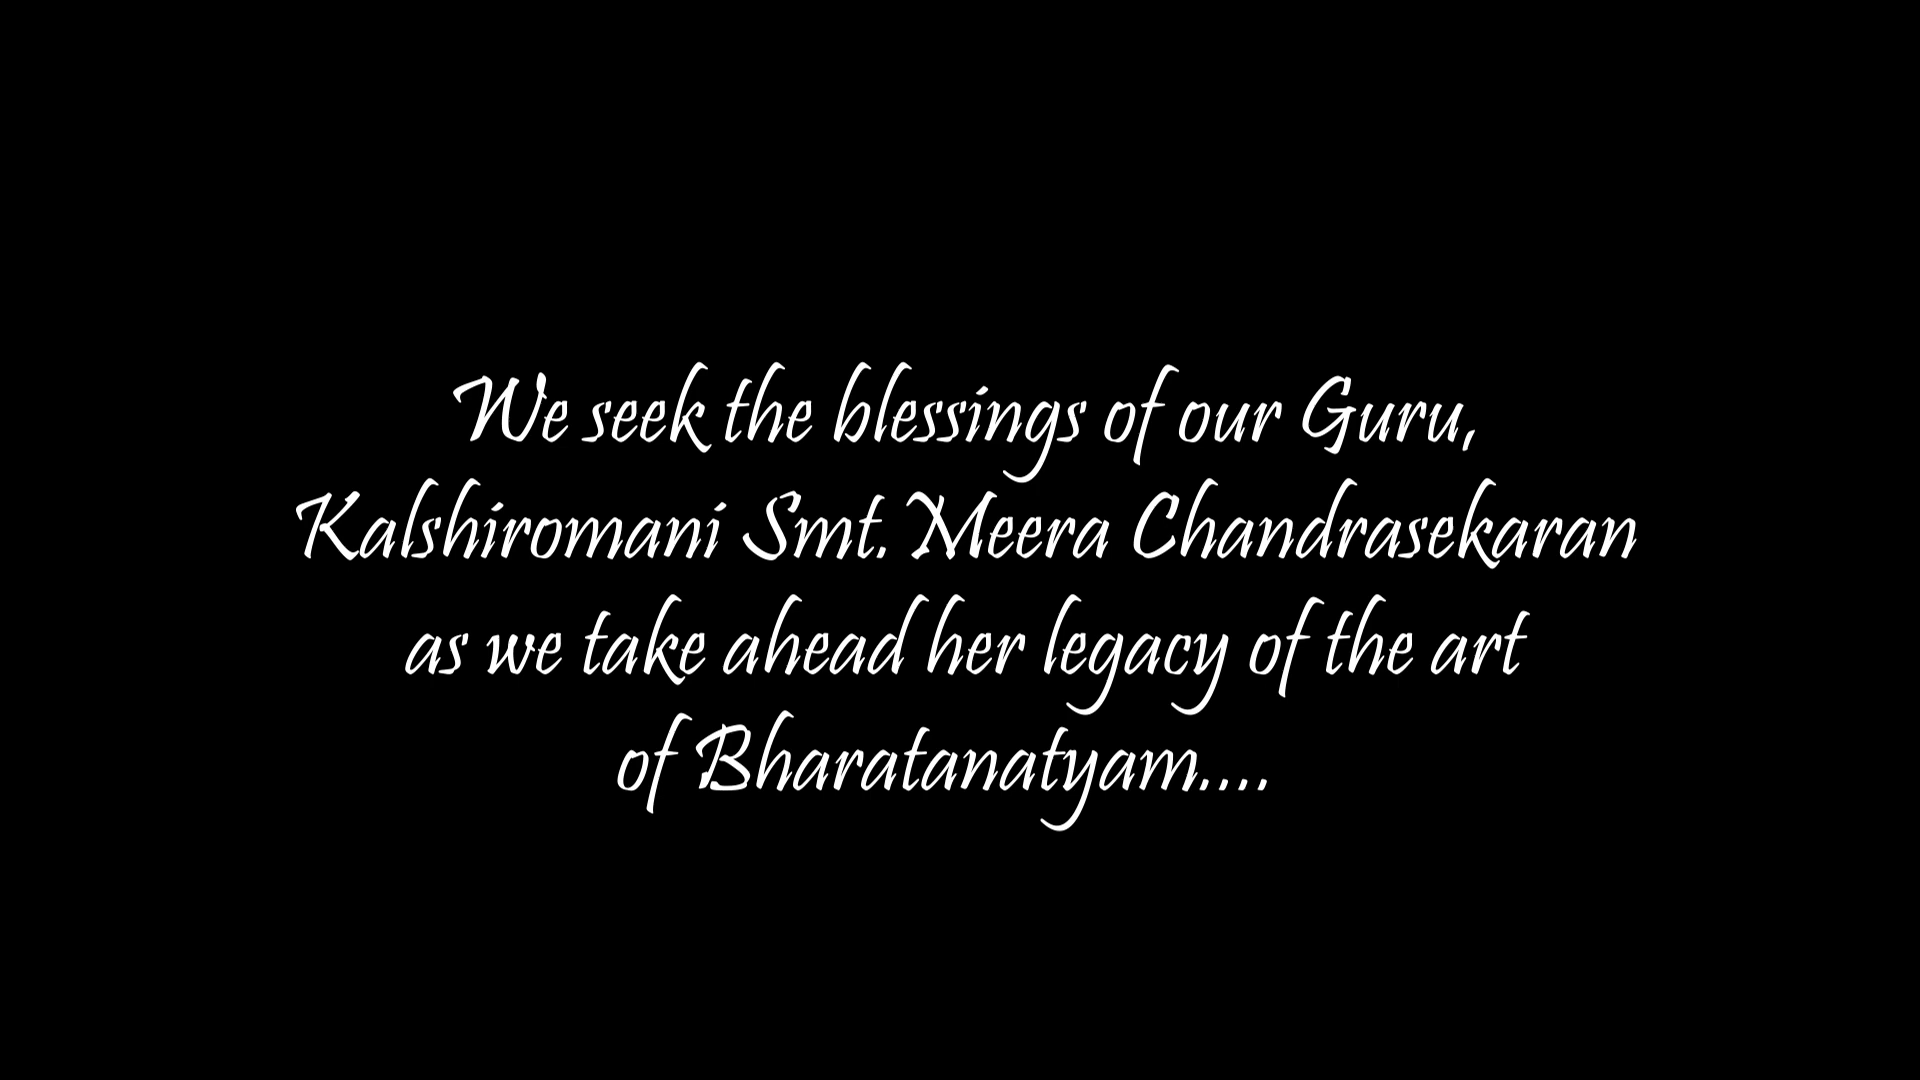 We seek the blessings of our Guru,
Kalshiromani Smt. Meera Chandrasekaran
as we take ahead her legacy of the art
of Bharatanatyam....